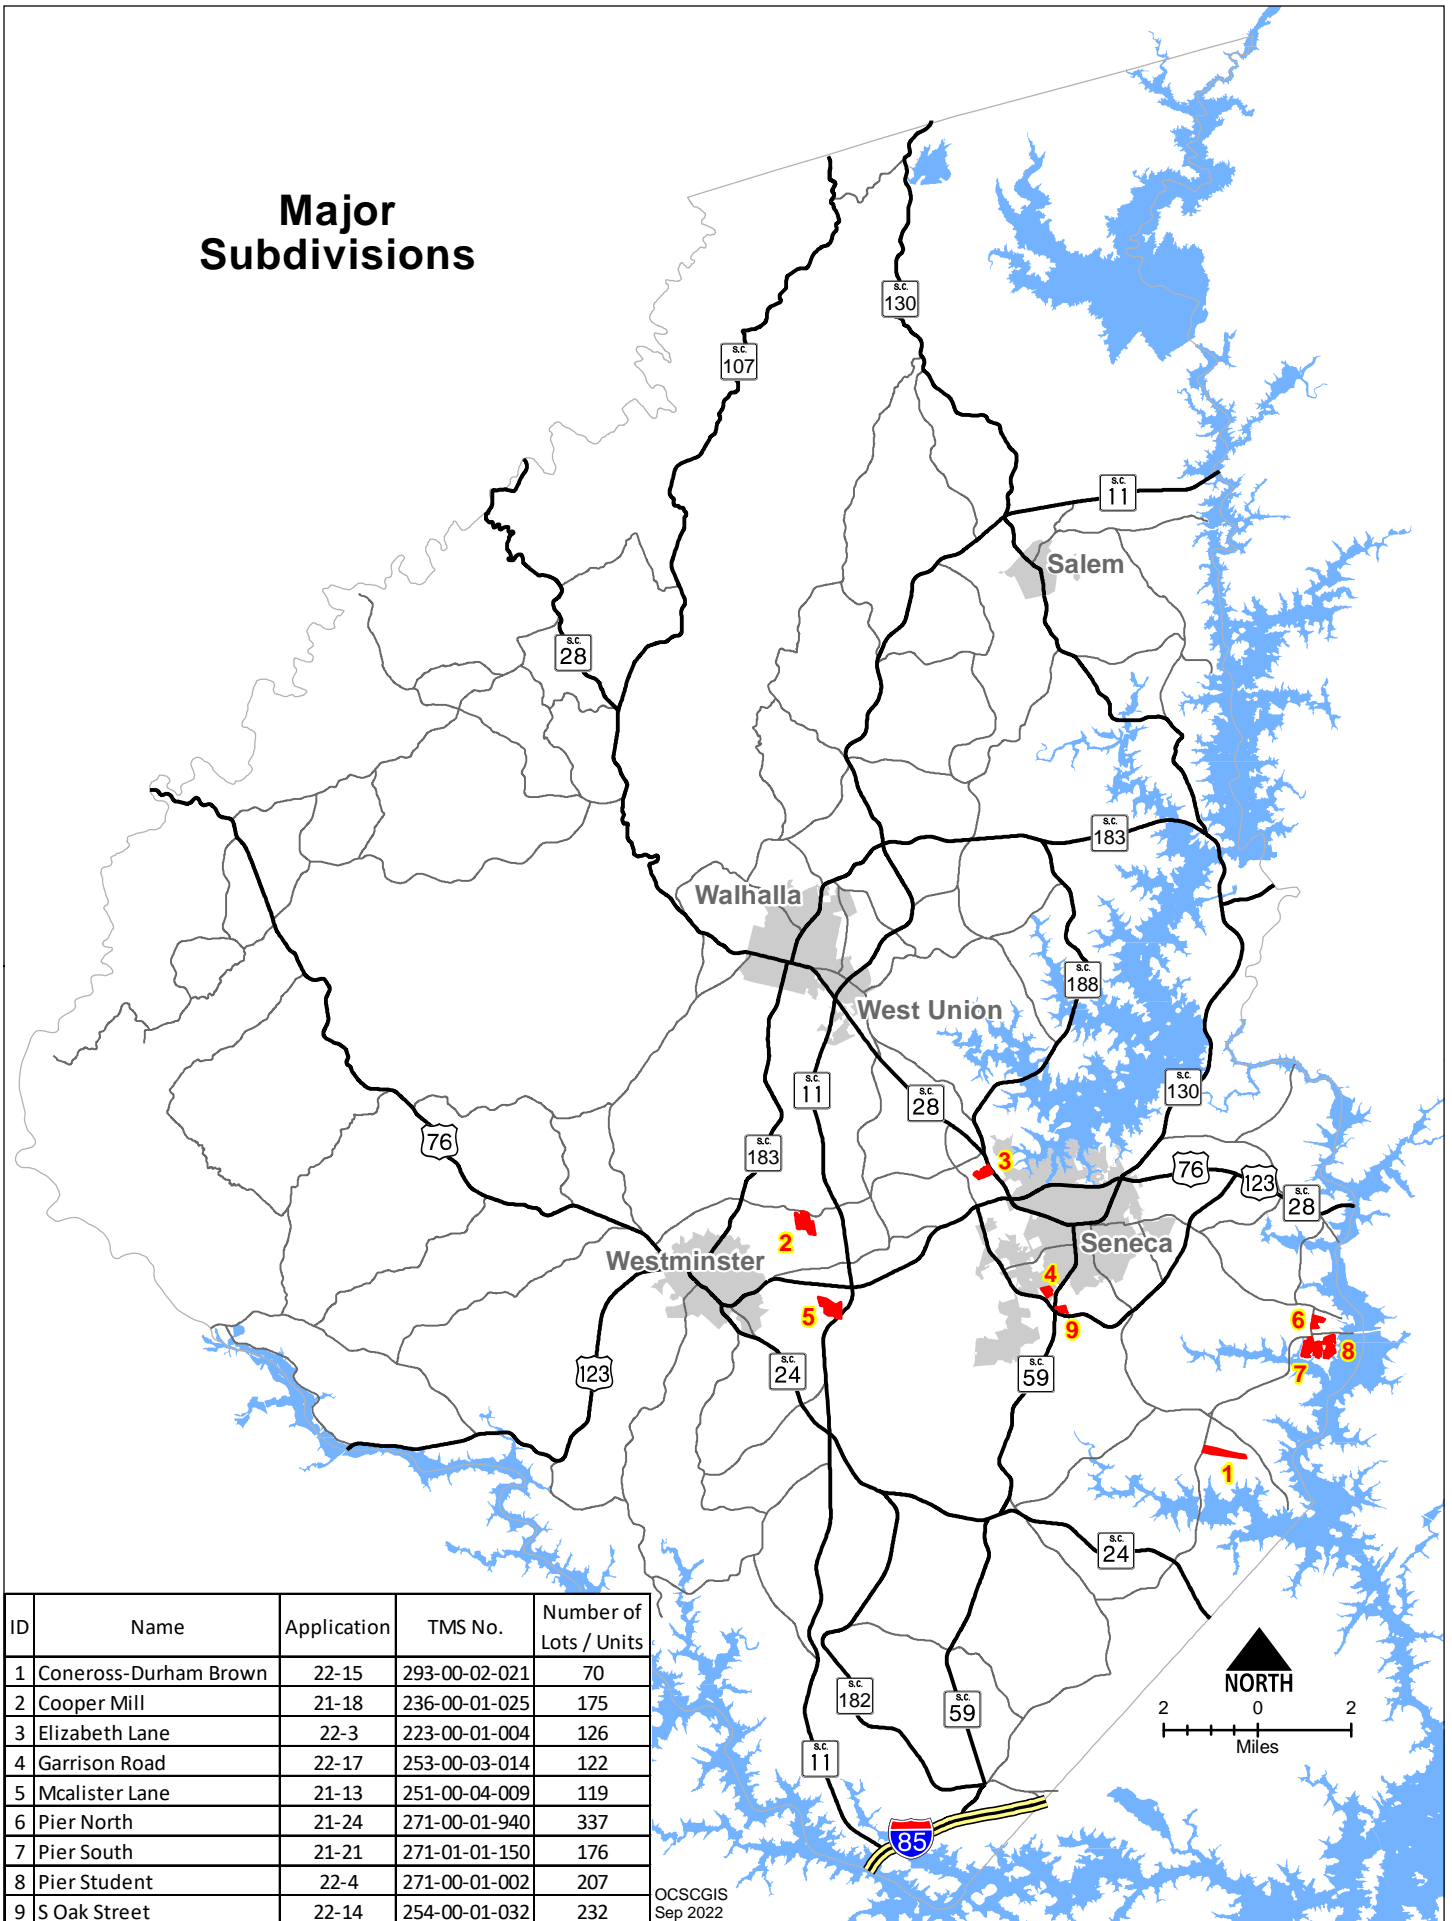 Major
Subdivisions
S.C.
130
S.C.
107
S.C.
11
Salem
S.C.
28
S.C.
183
Walhalla
S.C.
188
West Union
S.C.
11
S.C.
28
S.C.
130
76
S.C.
183
3
76
123
S.C.
28
2
Seneca
Westminster
4
5
9
6
8
7
123
S.C.
24
S.C.
59
1
S.C.
24
S.C.
182
S.C.
59
S.C.
11
85
NORTH
2 0 2
Miles
ID Name Application TMS No. Number of
Lots / Units
1 Coneross-Durham Brown 22-15 293-00-02-021 70
2 Cooper Mill 21-18 236-00-01-025 175
3 Elizabeth Lane 22-3 223-00-01-004 126
4 Garrison Road 22-17 253-00-03-014 122
5 Mcalister Lane 21-13 251-00-04-009 119
6 Pier North 21-24 271-00-01-940 337
7 Pier South 21-21 271-01-01-150 176
8 Pier Student 22-4 271-00-01-002 207
9 S Oak Street 22-14 254-00-01-032 232
OCSCGIS
Sep 2022